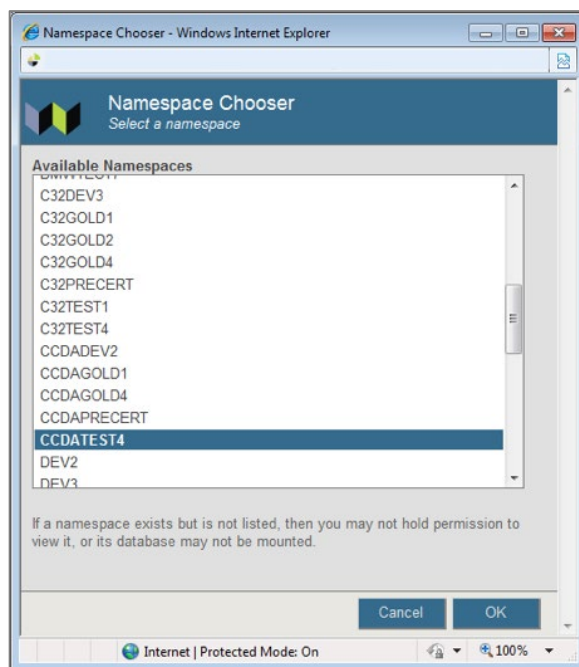 Namespace Chooser - Windows Internet Explorer
Namespace Chooser
Select a namespace
Available Namespaces
C32DEV3
C32GOLD1
C32GOLD2
C32GOLD4
C32PRECERT
C32TEST1
C32TEST4
CCDADEV2
CCDAGOLD1
CCDAGOLD4
CCDAPRECERT
CCDATEST4
DEV2
DEV3
If a namespace exists but is not listed, then you may not hold permission to
view it, or its database may not be mounted.
Cancel OK
Internet | Protected Mode: On 100%